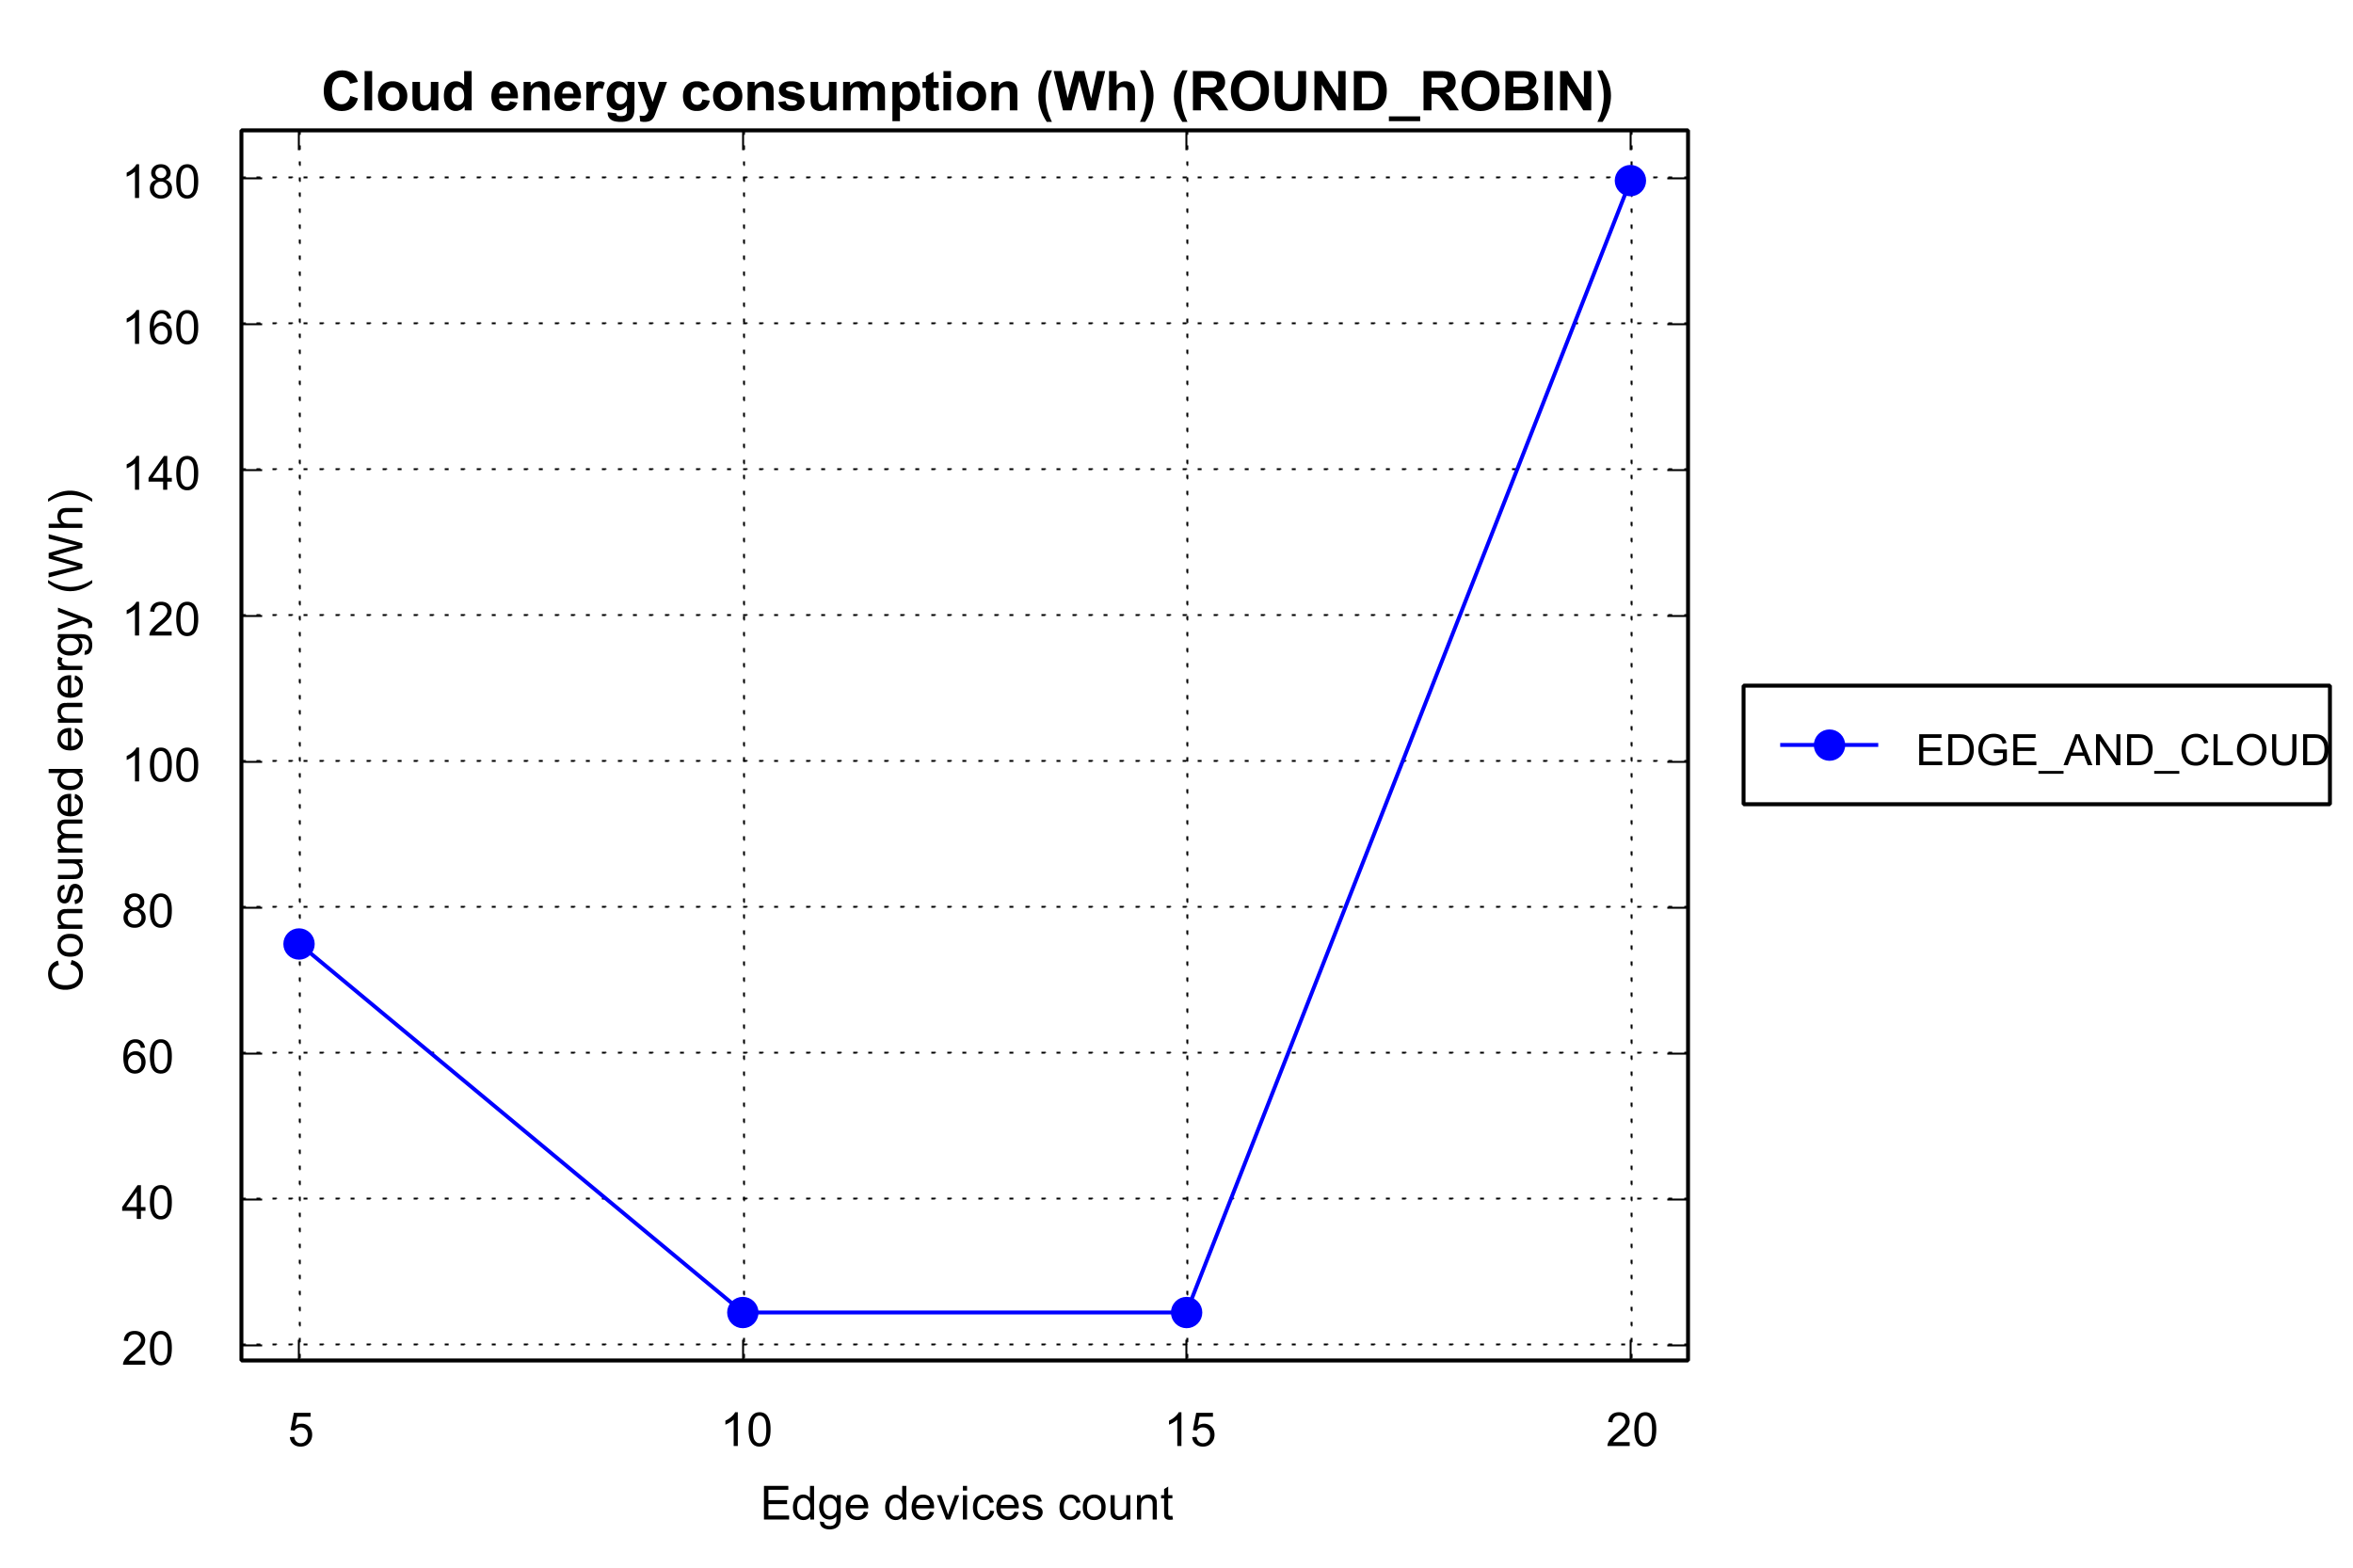 Cloud energy consumption (Wh) (ROUND_ROBIN)
180
160
140
120
100
80
60
40
20
Consumed energy (Wh)
5 10 15 20
Edge devices count
EDGE_AND_CLOUD